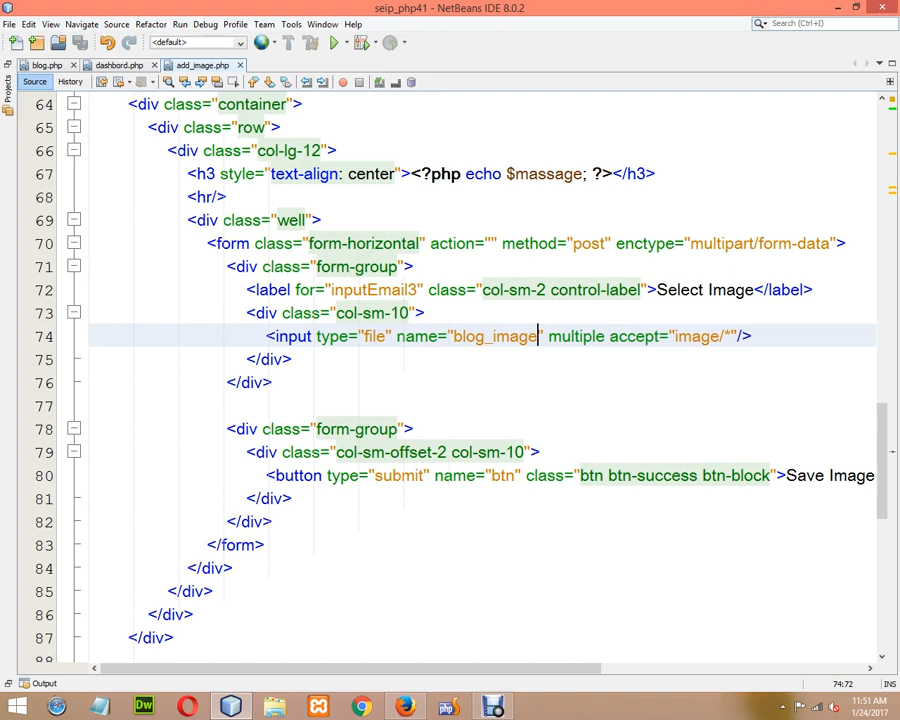 seip_php41 - NetBeans IDE 8.0.2
File Edit View Navigate Source Refactor Run Debug Profile Team Tools Window Help
Search (Ctrl+I)
<default>
blog.php dashbord.php add_image.php
Source History
Projects
64 <div class="container">
65 <div class="row">
66 <div class="col-lg-12">
67 <h3 style="text-align: center"><?php echo $massage; ?></h3>
68 <hr/>
69 <div class="well">
70 <form class="form-horizontal" action="" method="post" enctype="multipart/form-data">
71 <div class="form-group">
72 <label for="inputEmail3" class="col-sm-2 control-label">Select Image</label>
73 <div class="col-sm-10">
74 <input type="file" name="blog_image" multiple accept="image/*"/>
75 </div>
76 </div>
77
78 <div class="form-group">
79 <div class="col-sm-offset-2 col-sm-10">
80 <button type="submit" name="btn" class="btn btn-success btn-block">Save Image
81 </div>
82 </div>
83 </form>
84 </div>
85 </div>
86 </div>
87 </div>
88
Output
74:72 INS
Dw
php
11:51 AM
1/24/2017